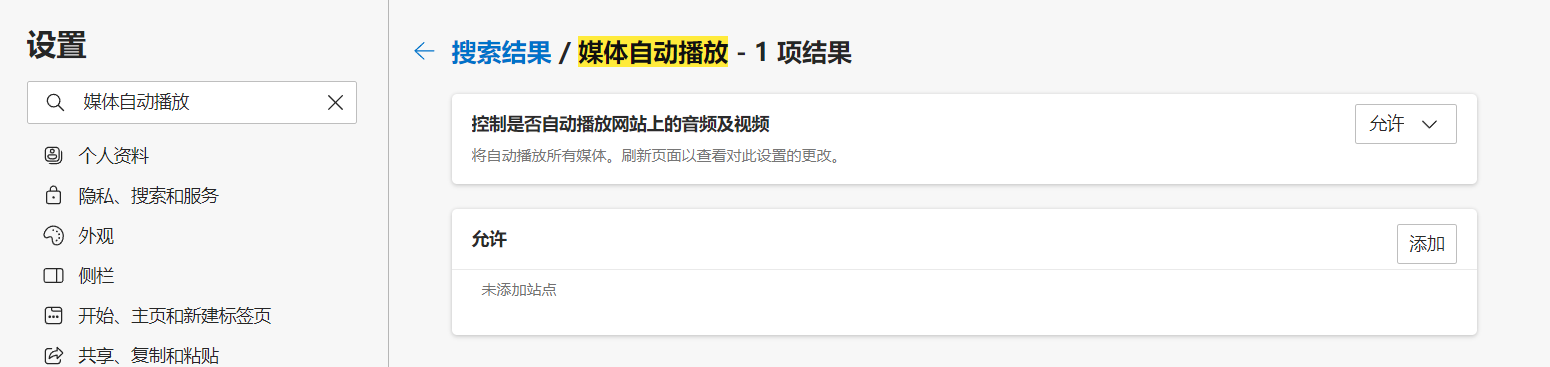 设置
媒体自动播放
个人资料
隐私、搜索和服务
外观
侧栏
开始、主页和新建标签页
共享、复制和粘贴
搜索结果 / 媒体自动播放 - 1 项结果
控制是否自动播放网站上的音频及视频
允许
将自动播放所有媒体。刷新页面以查看对此设置的更改。
允许
添加
未添加站点